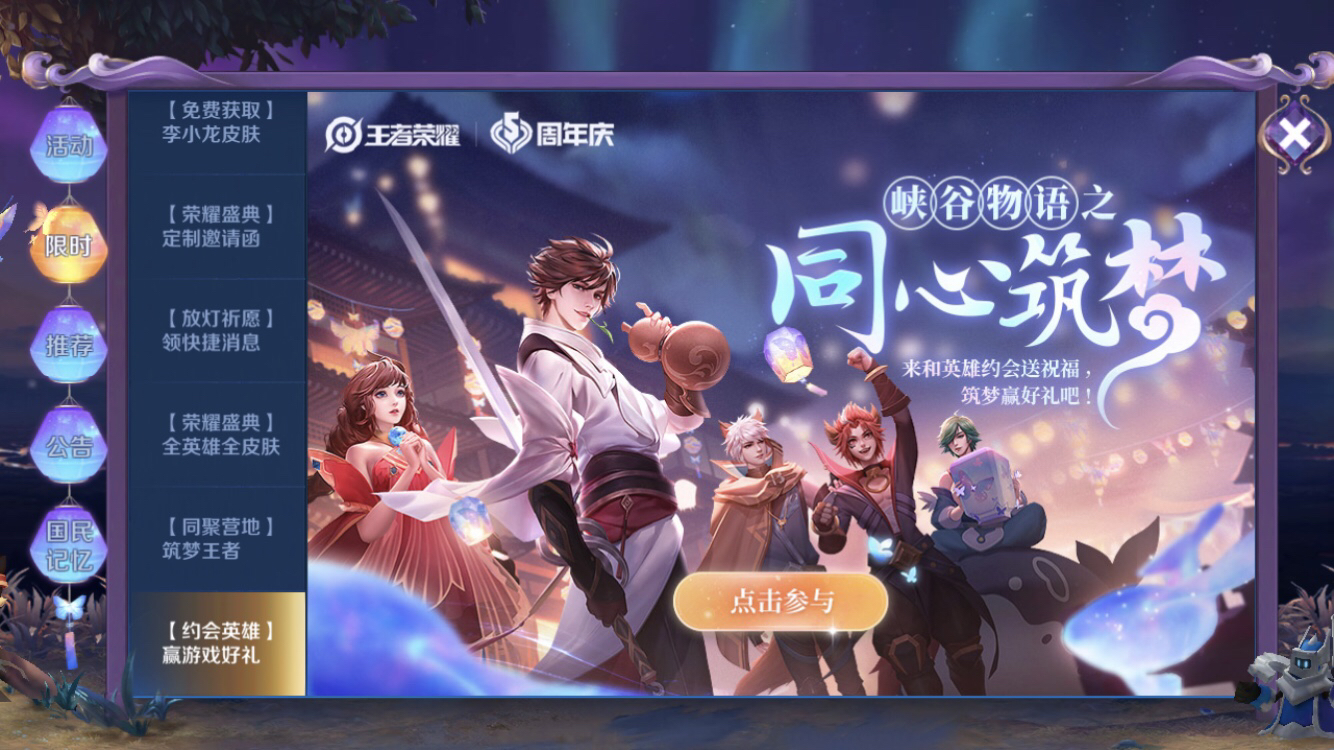 活动
限时
推荐
公告
国民
记忆
【免费获取】
李小龙皮肤
【荣耀盛典】
定制邀请函
【放灯祈愿】
领快捷消息
【荣耀盛典】
全英雄全皮肤
【同聚营地】
筑梦王者
【约会英雄】
赢游戏好礼
王者荣耀 5周年庆
峡谷物语之
同心筑梦
来和英雄约会送祝福，
筑梦赢好礼吧！
点击参与